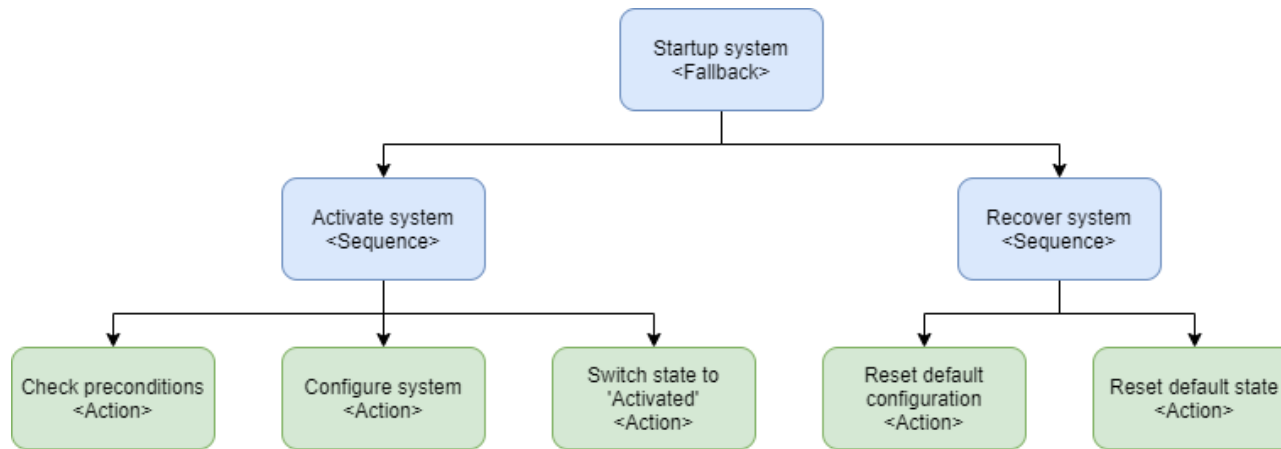 Startup system
<Fallback>
Activate system
<Sequence>
Recover system
<Sequence>
Check preconditions
<Action>
Configure system
<Action>
Switch state to
'Activated'
<Action>
Reset default
configuration
<Action>
Reset default state
<Action>